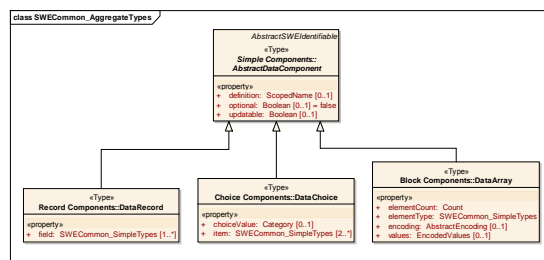 class SWECommon_AggregateTypes
AbstractSWEIdentifiable
«Type»
Simple Components::
AbstractDataComponent
«property»
+ definition: ScopedName [0..1]
+ optional: Boolean [0..1] = false
+ updatable: Boolean [0..1]
«Type»
Record Components::DataRecord
«property»
+ field: SWECommon_SimpleTypes [1..*]
«Type»
Choice Components::DataChoice
«property»
+ choiceValue: Category [0..1]
+ item: SWECommon_SimpleTypes [2..*]
«Type»
Block Components::DataArray
«property»
+ elementCount: Count
+ elementType: SWECommon_SimpleTypes
+ encoding: AbstractEncoding [0..1]
+ values: EncodedValues [0..1]